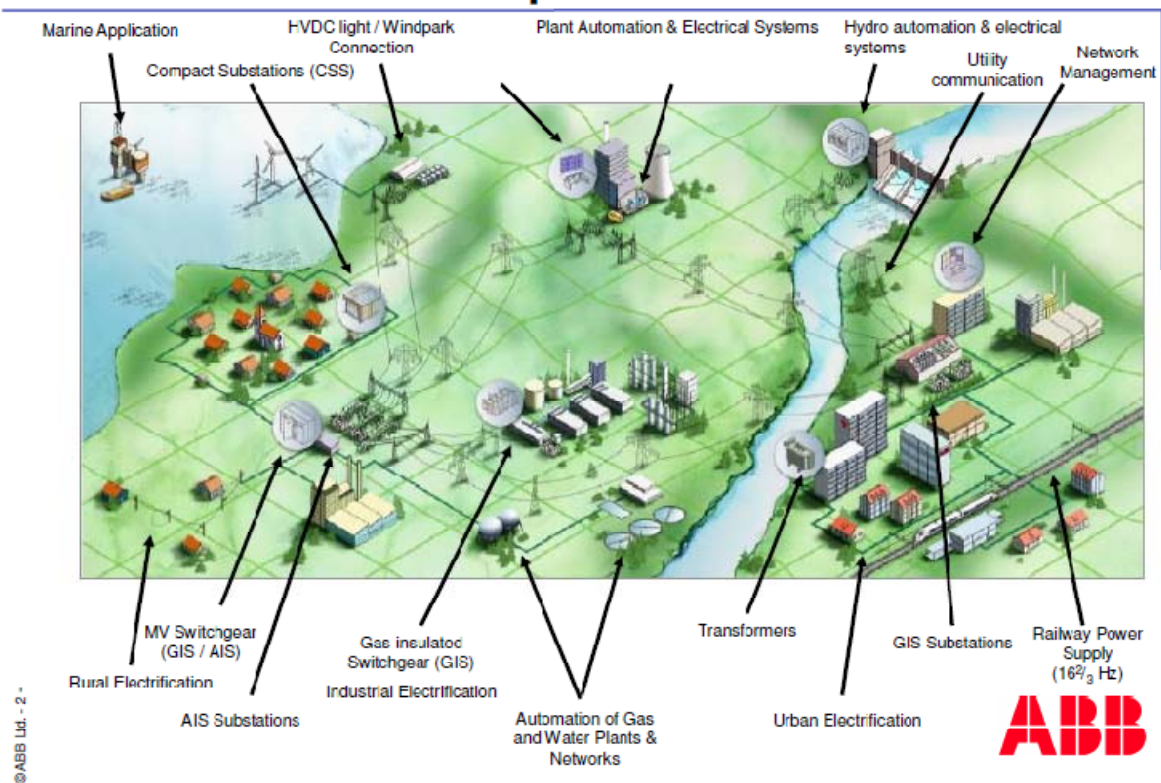 Marine Application
HVDC light / Windpark
Connection
Plant Automation & Electrical Systems
Hydro automation & electrical
systems
Compact Substations (CSS)
Utility
communication
Network
Management
MV Switchgear
(GIS / AIS)
Rural Electrification
AIS Substations
Gas insulated
Switchgear (GIS)
Industrial Electrification
Automation of Gas
and Water Plants &
Networks
Transformers
Urban Electrification
GIS Substations
Railway Power
Supply
(16 2/3 Hz)
ABB
©ABB Ltd. - 2 -